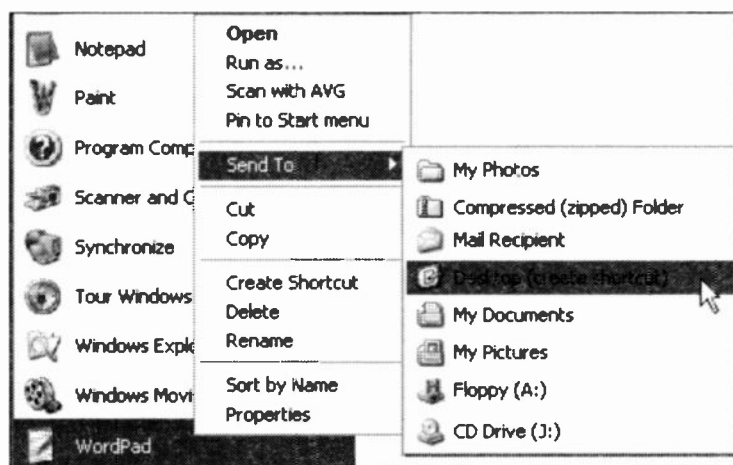 Notepad
Paint
Program Comp
Scanner and C
Synchronize
Tour Windows
Windows Explo
Windows Movi
WordPad
Open
Run as...
Scan with AVG
Pin to Start menu
Send To
Cut
Copy
Create Shortcut
Delete
Rename
Sort by Name
Properties
My Photos
Compressed (zipped) Folder
Mail Recipient
Desktop (create shortcut)
My Documents
My Pictures
Floppy (A:)
CD Drive (J:)